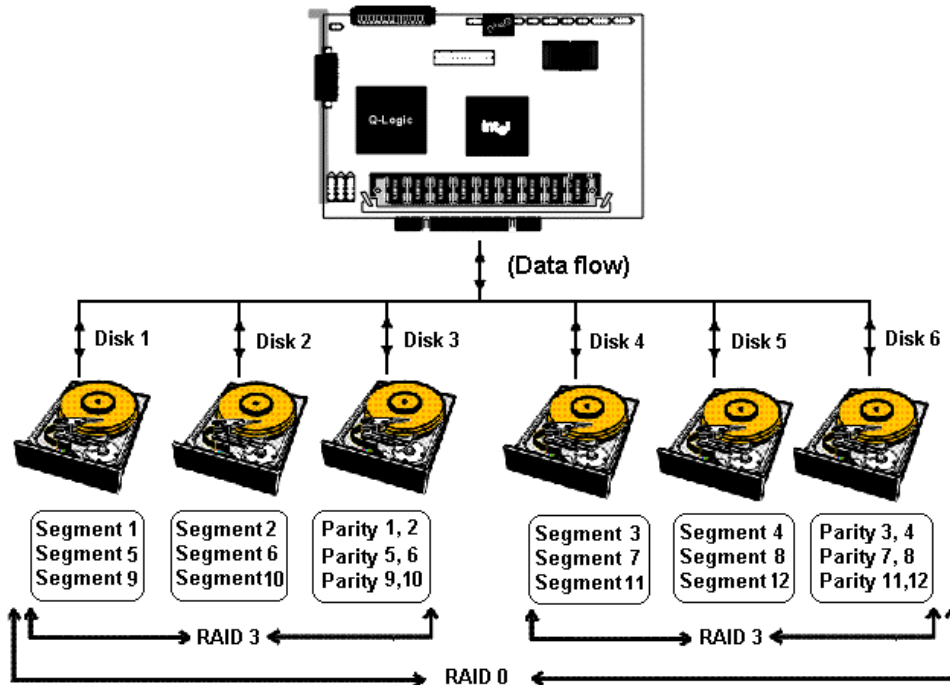 Q-Logic
intel
(Data flow)
Disk 1
Disk 2
Disk 3
Disk 4
Disk 5
Disk 6
Segment 1
Segment 5
Segment 9
Segment 2
Segment 6
Segment10
Parity 1, 2
Parity 5, 6
Parity 9,10
Segment 3
Segment 7
Segment11
Segment 4
Segment 8
Segment 12
Parity 3, 4
Parity 7, 8
Parity 11,12
RAID 3
RAID 3
RAID 0